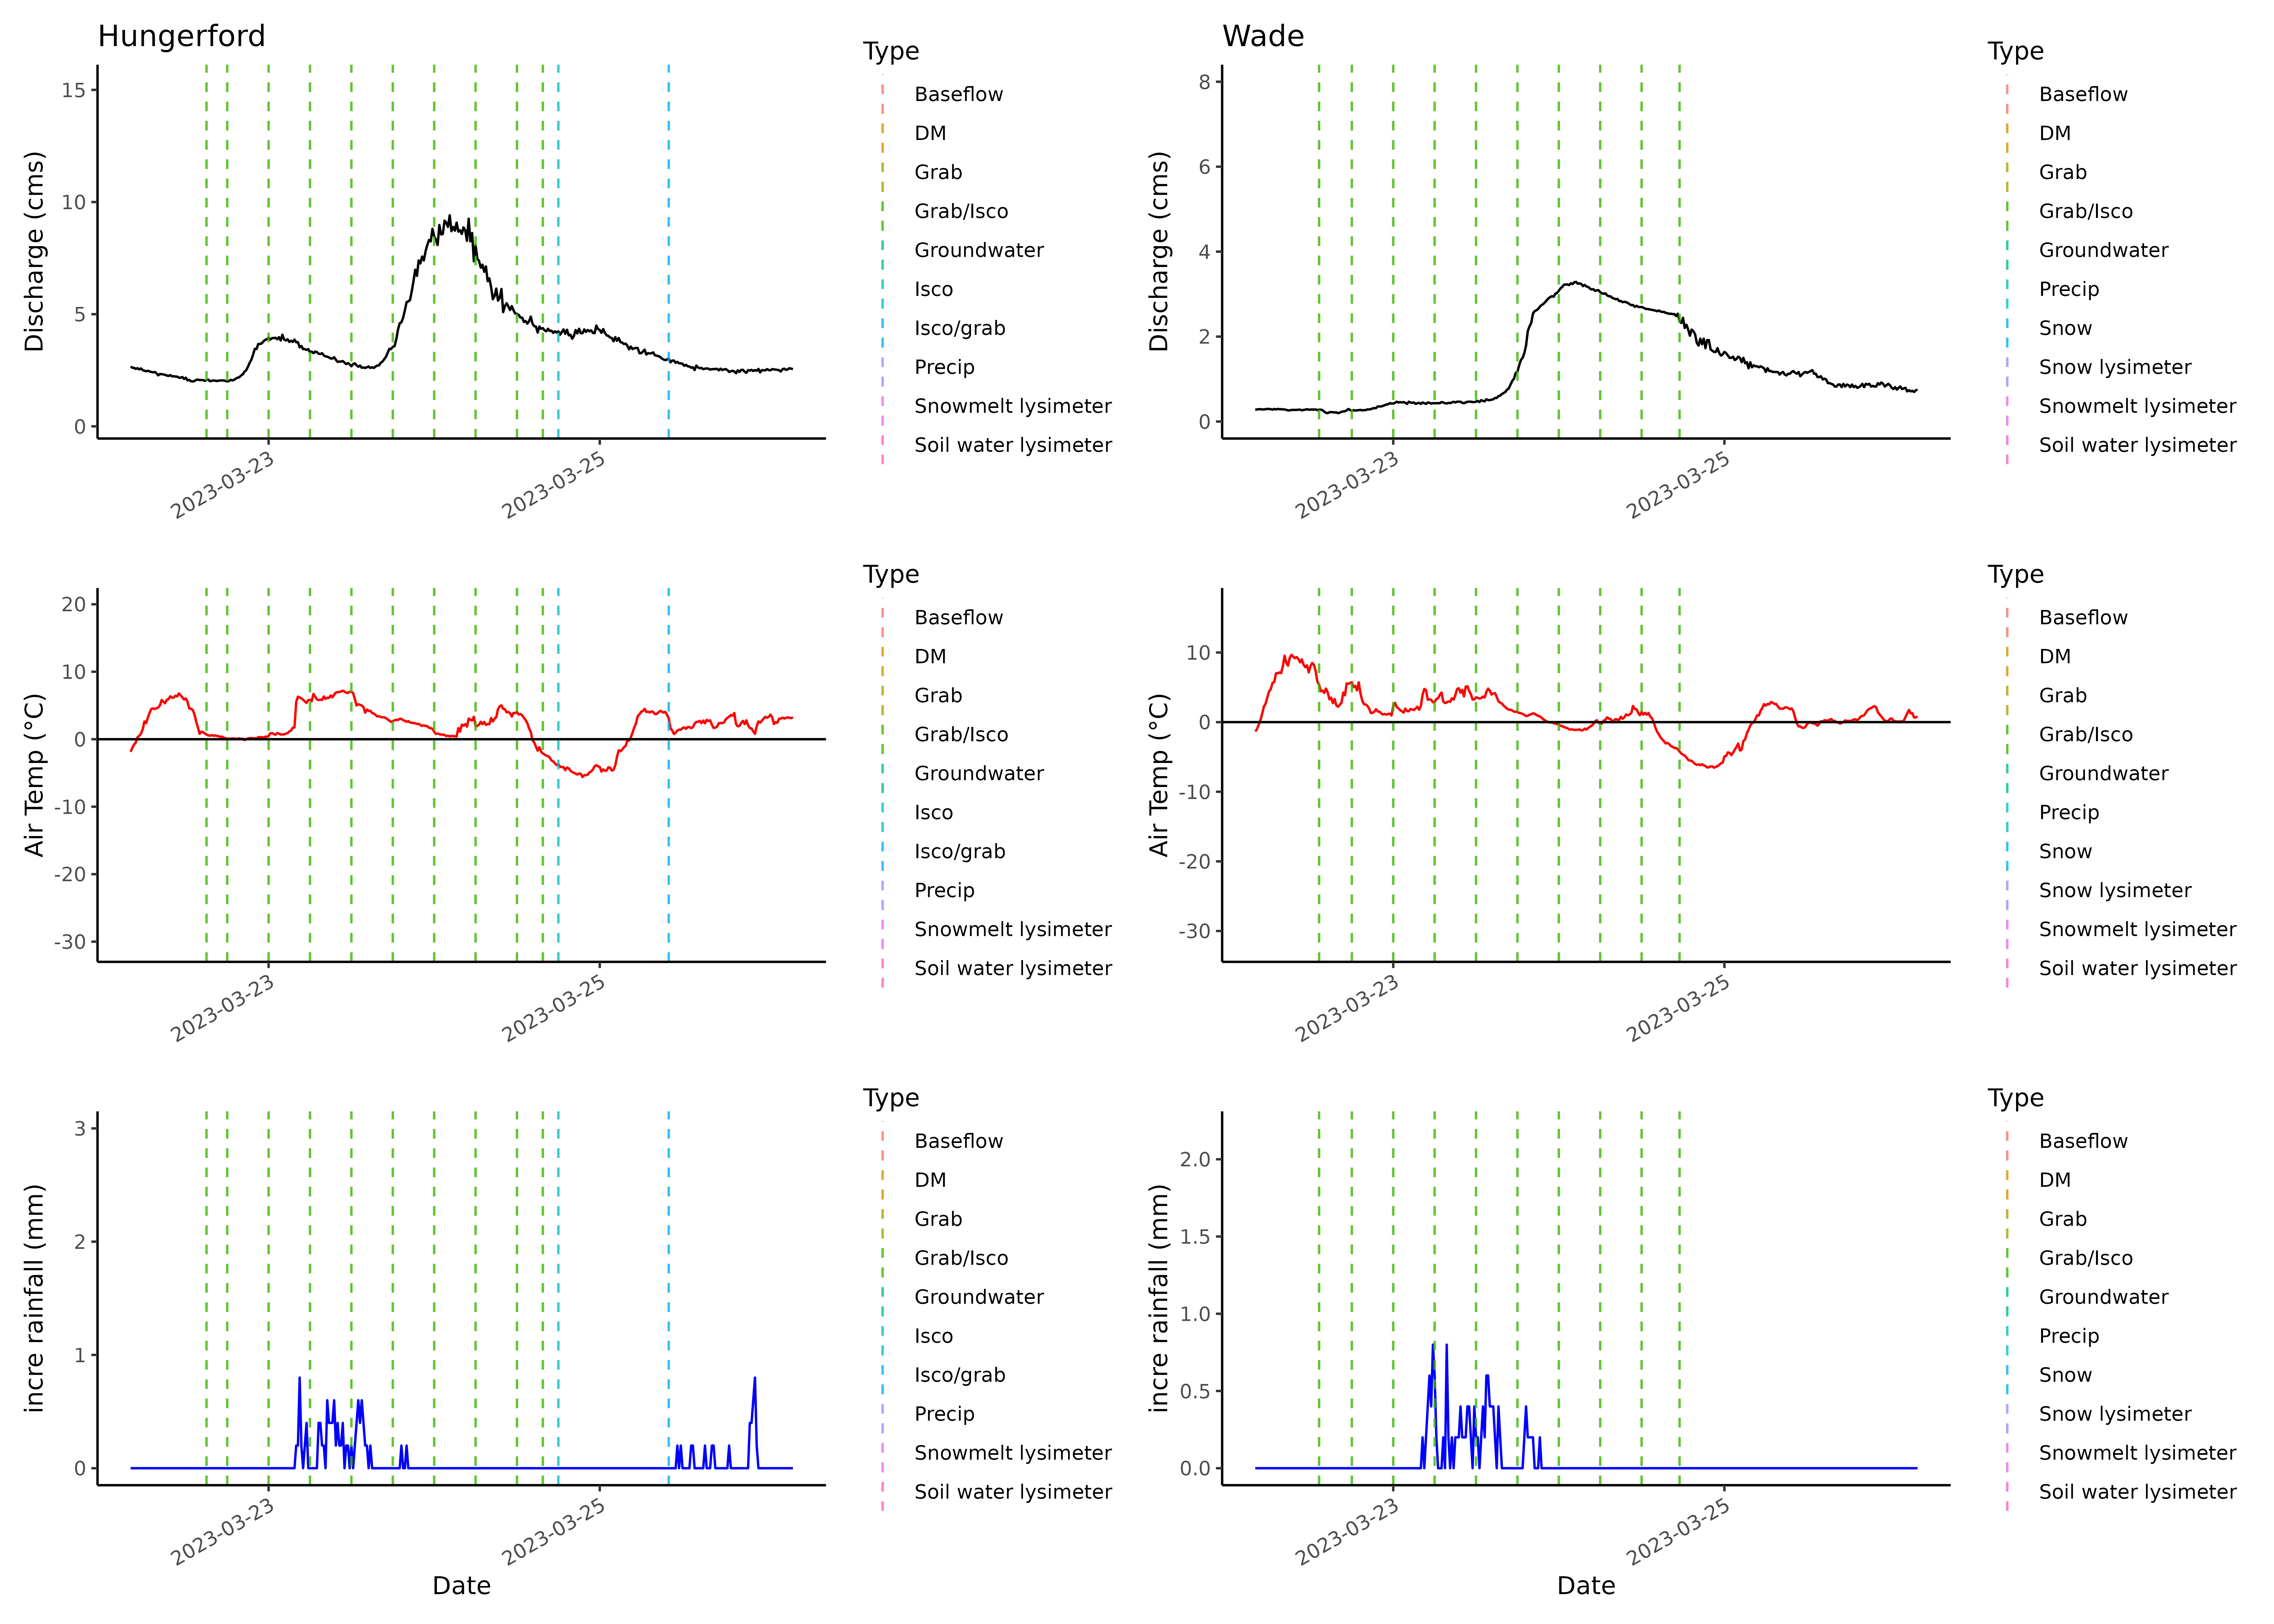 Hungerford
Discharge (cms)
15
10
5
0
2023-03-23
2023-03-25
Type
Baseflow
DM
Grab
Grab/Isco
Groundwater
Isco
Isco/grab
Precip
Snowmelt lysimeter
Soil water lysimeter
Wade
Discharge (cms)
8
6
4
2
0
2023-03-23
2023-03-25
Type
Baseflow
DM
Grab
Grab/Isco
Groundwater
Precip
Snow
Snow lysimeter
Snowmelt lysimeter
Soil water lysimeter
Air Temp (°C)
20
10
0
-10
-20
-30
2023-03-23
2023-03-25
Type
Baseflow
DM
Grab
Grab/Isco
Groundwater
Isco
Isco/grab
Precip
Snowmelt lysimeter
Soil water lysimeter
Air Temp (°C)
10
0
-10
-20
-30
2023-03-23
2023-03-25
Type
Baseflow
DM
Grab
Grab/Isco
Groundwater
Precip
Snow
Snow lysimeter
Snowmelt lysimeter
Soil water lysimeter
incre rainfall (mm)
3
2
1
0
2023-03-23
2023-03-25
Date
Type
Baseflow
DM
Grab
Grab/Isco
Groundwater
Isco
Isco/grab
Precip
Snowmelt lysimeter
Soil water lysimeter
incre rainfall (mm)
2.0
1.5
1.0
0.5
0.0
2023-03-23
2023-03-25
Date
Type
Baseflow
DM
Grab
Grab/Isco
Groundwater
Precip
Snow
Snow lysimeter
Snowmelt lysimeter
Soil water lysimeter